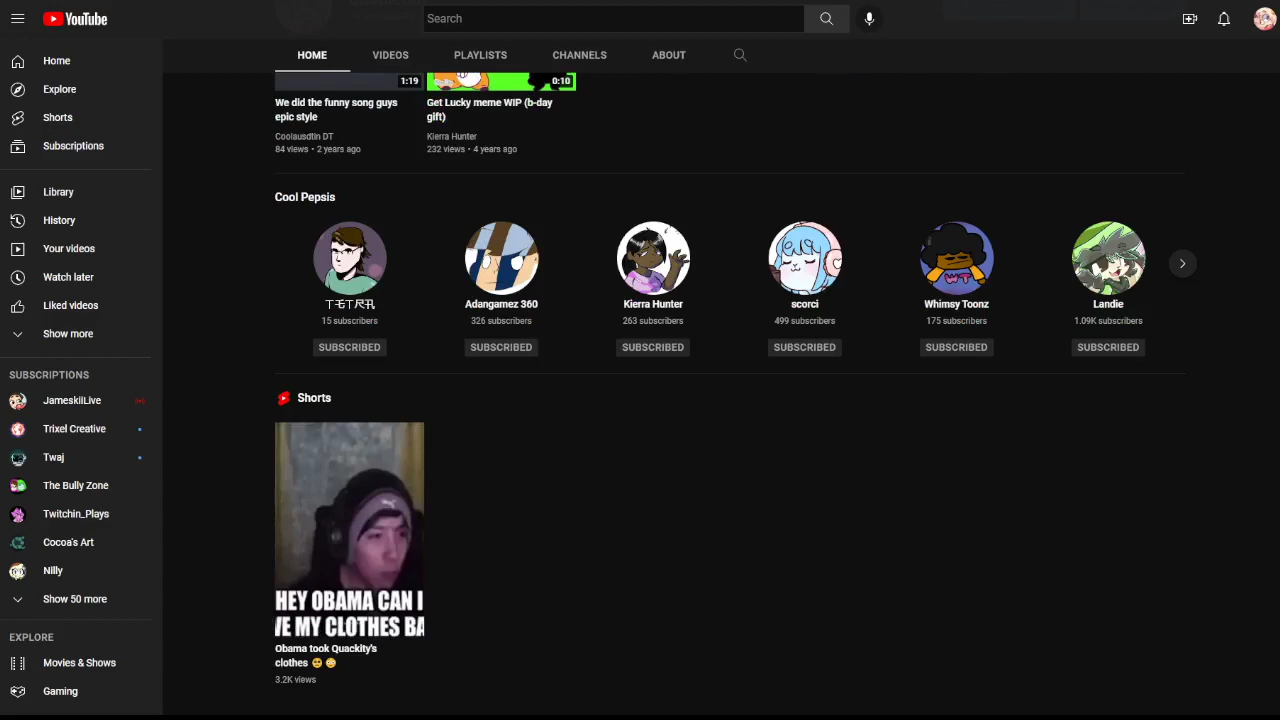 YouTube
Search
HOME VIDEOS PLAYLISTS CHANNELS ABOUT
Home
Explore
Shorts
Subscriptions
Library
History
Your videos
Watch later
Liked videos
Show more
SUBSCRIPTIONS
JameskiiLive
Trixel Creative
Twaj
The Bully Zone
Twitchin_Plays
Cocoa's Art
Nilly
Show 50 more
EXPLORE
Movies & Shows
Gaming
1:19
We did the funny song guys
epic style
Coolausdtin DT
84 views • 2 years ago
0:10
Get Lucky meme WIP (b-day
gift)
Kierra Hunter
232 views • 4 years ago
Cool Pepsis
15 subscribers
SUBSCRIBED
Adangamez 360
326 subscribers
SUBSCRIBED
Kierra Hunter
263 subscribers
SUBSCRIBED
scorci
499 subscribers
SUBSCRIBED
WT
Whimsy Toonz
175 subscribers
SUBSCRIBED
Landie
1.09K subscribers
SUBSCRIBED
Shorts
HEY OBAMA CAN I
VE MY CLOTHES BA
Obama took Quackity's
clothes 🥺 😳
3.2K views